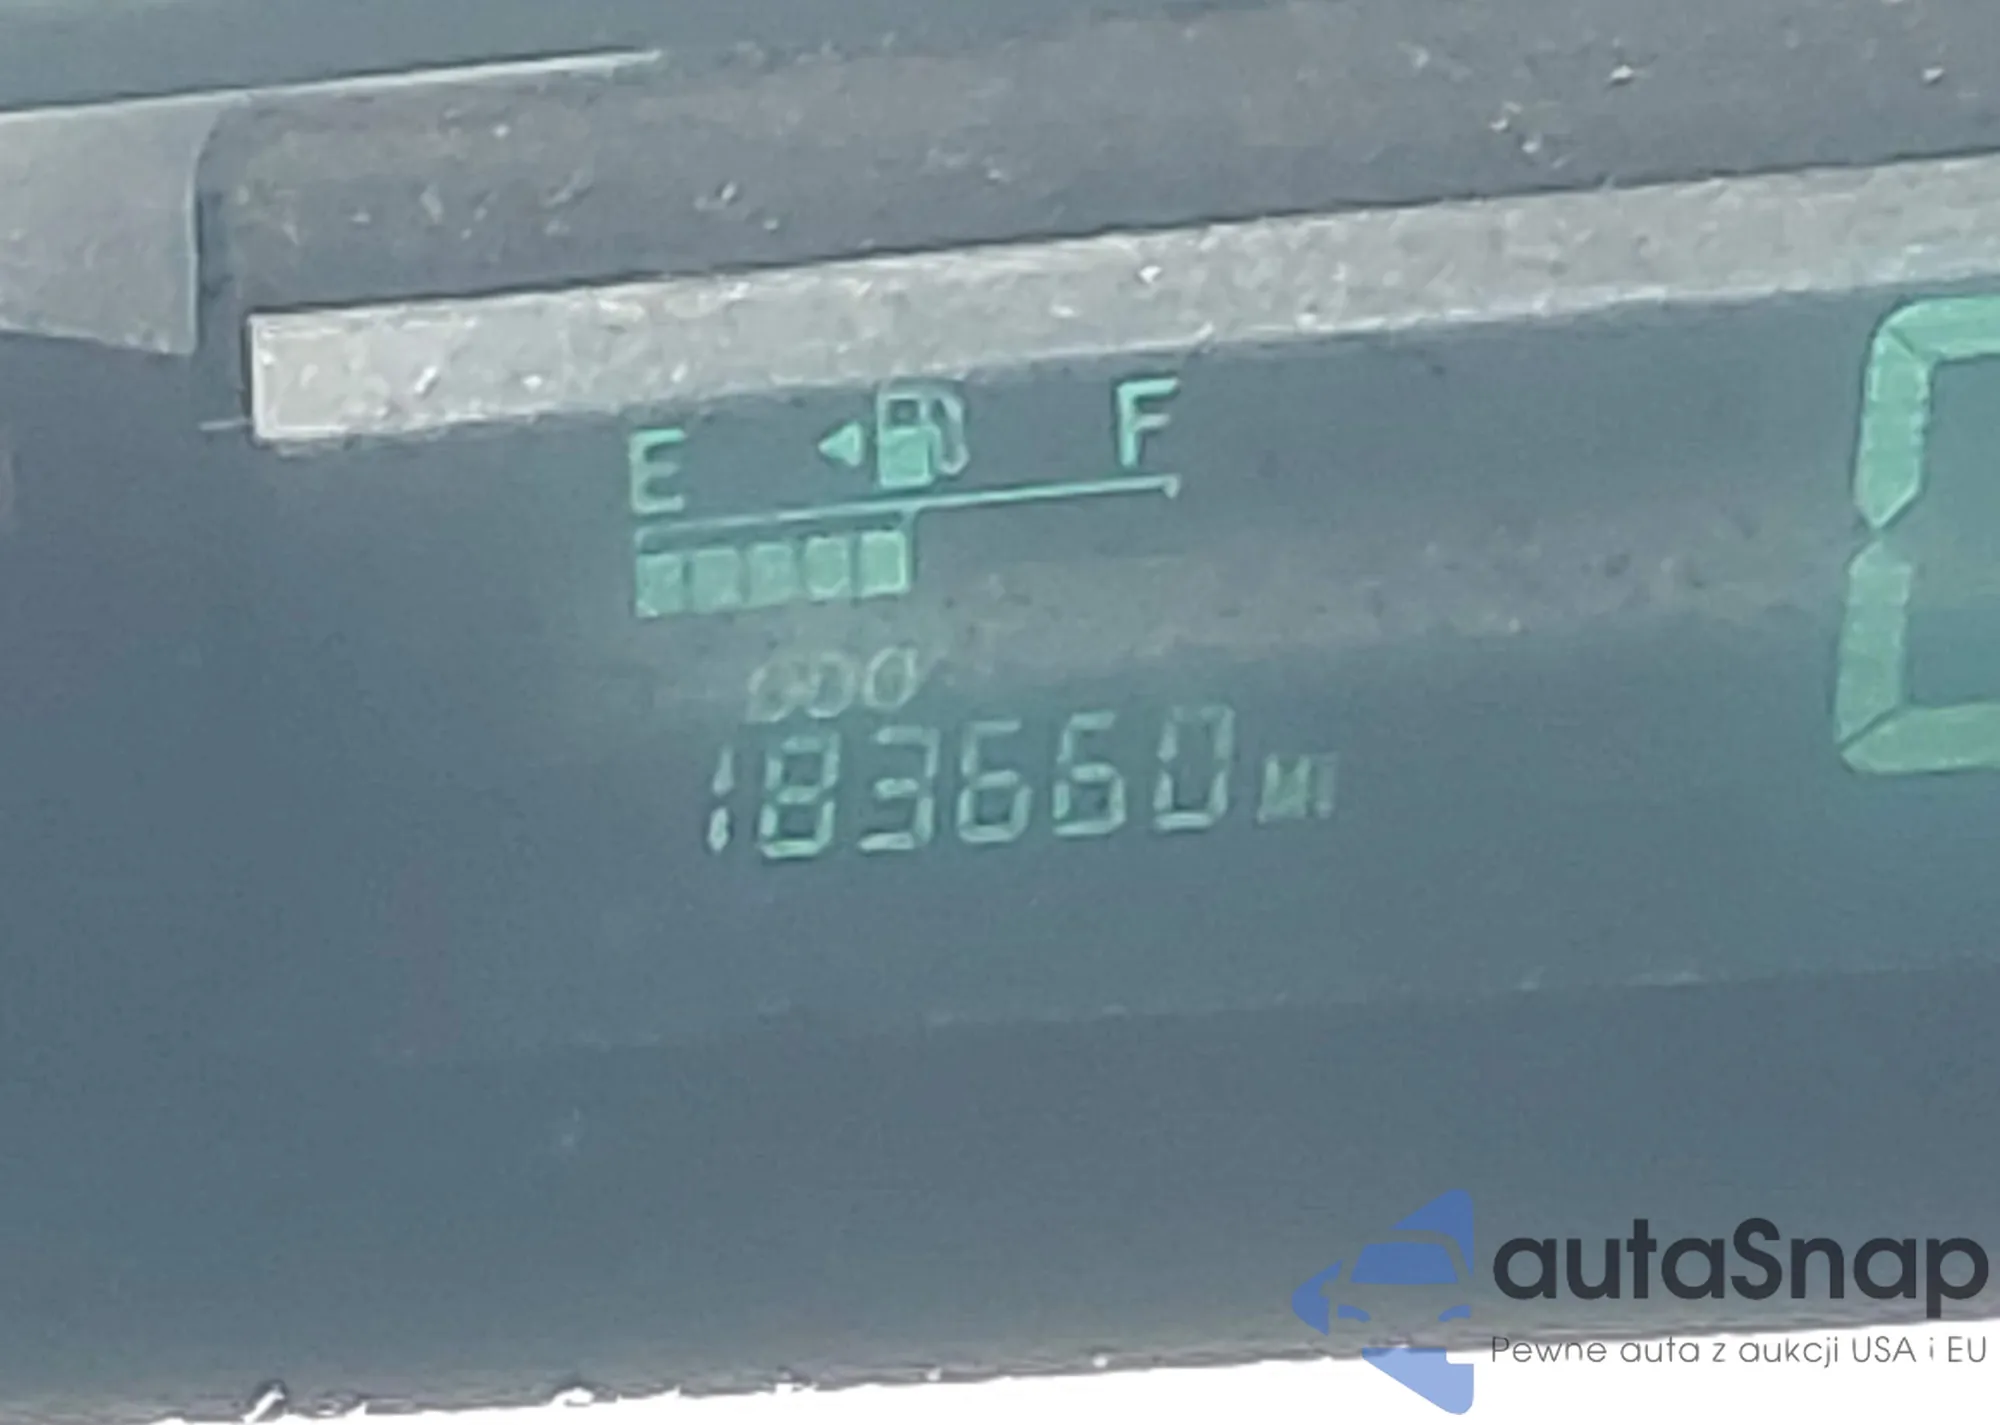 E F
ODO
183660 MI
autaSnap
Pewne auta z aukcji USA i EU